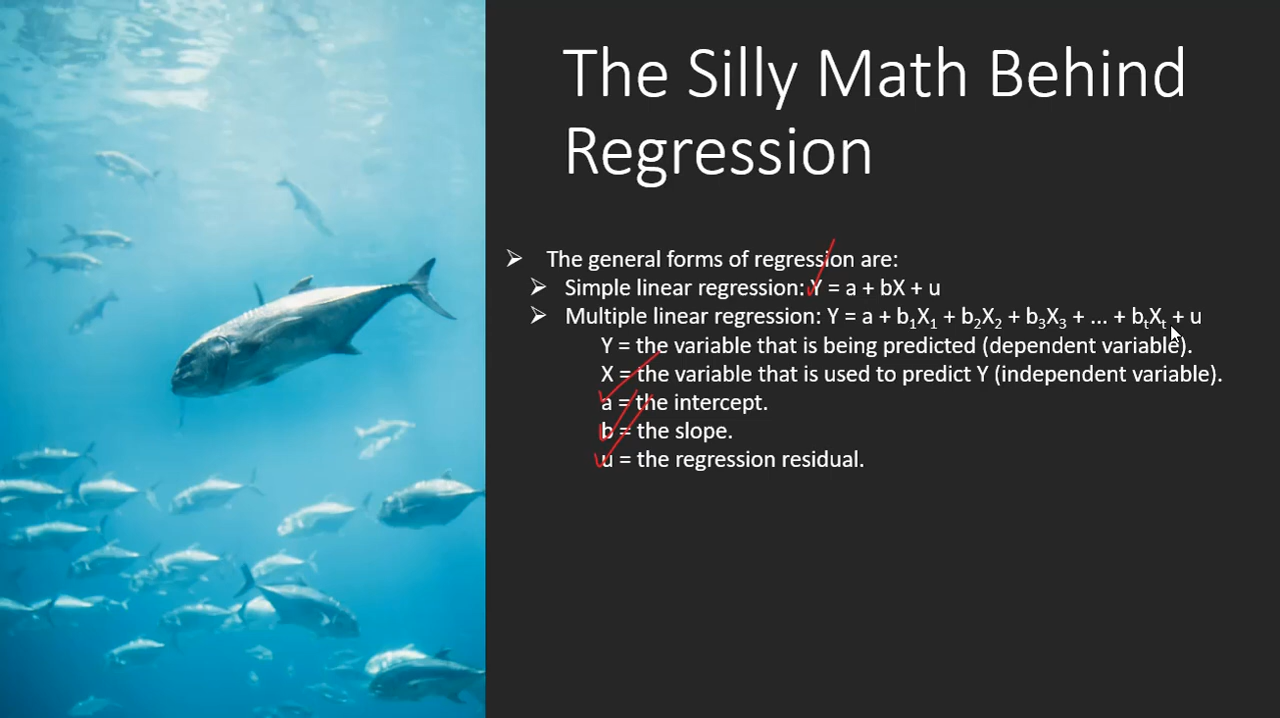 The Silly Math Behind
Regression
The general forms of regression are:
Simple linear regression: Y = a + bX + u
Multiple linear regression: Y = a + b₁X₁ + b₂X₂ + b₃X₃ + ... + bₜXₜ + u
Y = the variable that is being predicted (dependent variable).
X = the variable that is used to predict Y (independent variable).
a = the intercept.
b = the slope.
u = the regression residual.